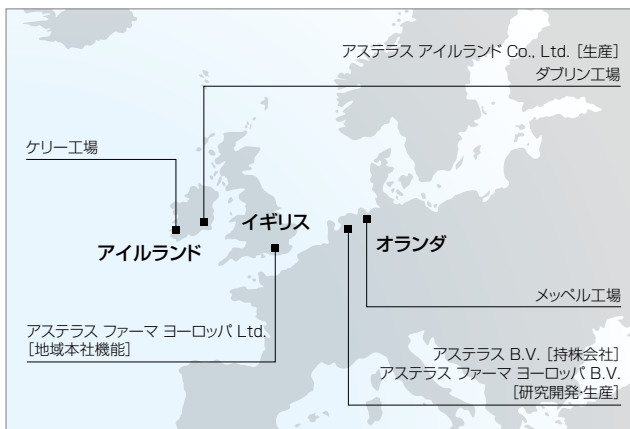 アステラス アイルランド Co., Ltd. [生産]
ダブリン工場
ケリー工場
イギリス
アイルランド
オランダ
メッペル工場
アステラス ファーマ ヨーロッパ Ltd.
[地域本社機能]
アステラス B.V. [持株会社]
アステラス ファーマ ヨーロッパ B.V.
[研究開発・生産]